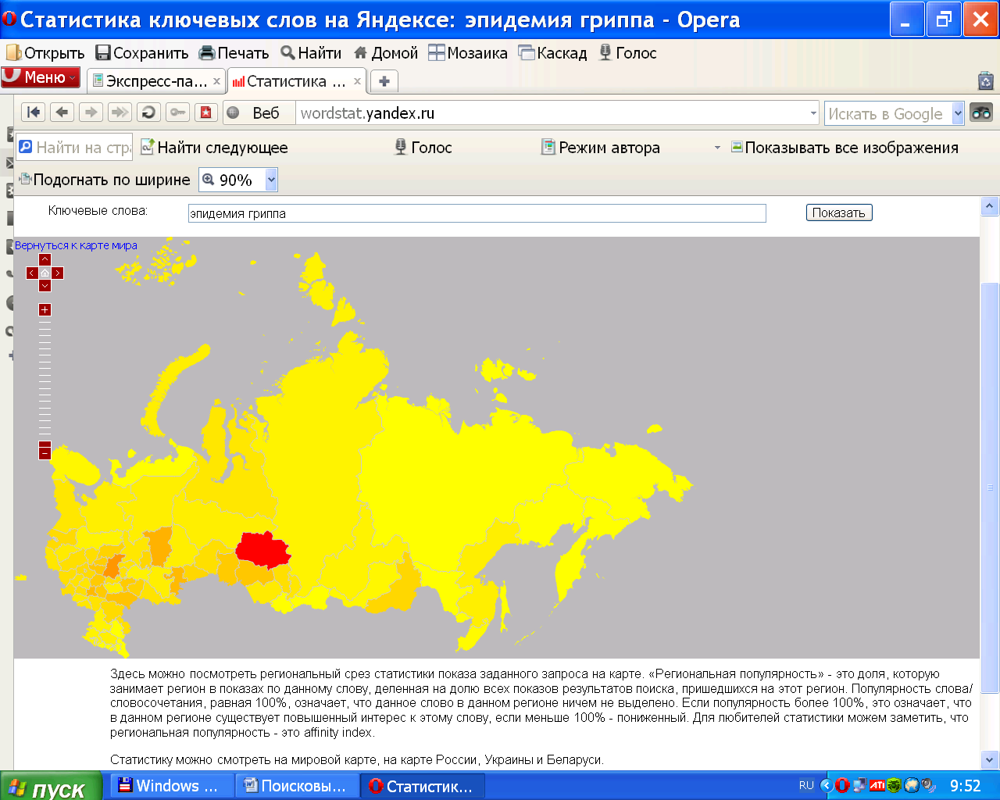 Статистика ключевых слов на Яндексе: эпидемия гриппа - Opera
Открыть Сохранить Печать Найти Домой Мозаика Каскад Голос
Меню Экспресс-па... Статистика ...
Веб wordstat.yandex.ru Искать в Google
Найти на стра Найти следующее Голос Режим автора Показывать все изображения
Подогнать по ширине 90%
Ключевые слова: эпидемия гриппа Показать
Вернуться к карте мира
Здесь можно посмотреть региональный срез статистики показа заданного запроса на карте. «Региональная популярность» - это доля, которую
занимает регион в показах по данному слову, деленная на долю всех показов результатов поиска, пришедшихся на этот регион. Популярность слова/
словосочетания, равная 100%, означает, что данное слово в данном регионе ничем не выделено. Если популярность более 100%, это означает, что
в данном регионе существует повышенный интерес к этому слову, если меньше 100% - пониженный. Для любителей статистики можем заметить, что
региональная популярность - это affinity index.
Статистику можно смотреть на мировой карте, на карте России, Украины и Беларуси.
пуск Windows ... Поисковы... Статистик... RU ATI 9:52